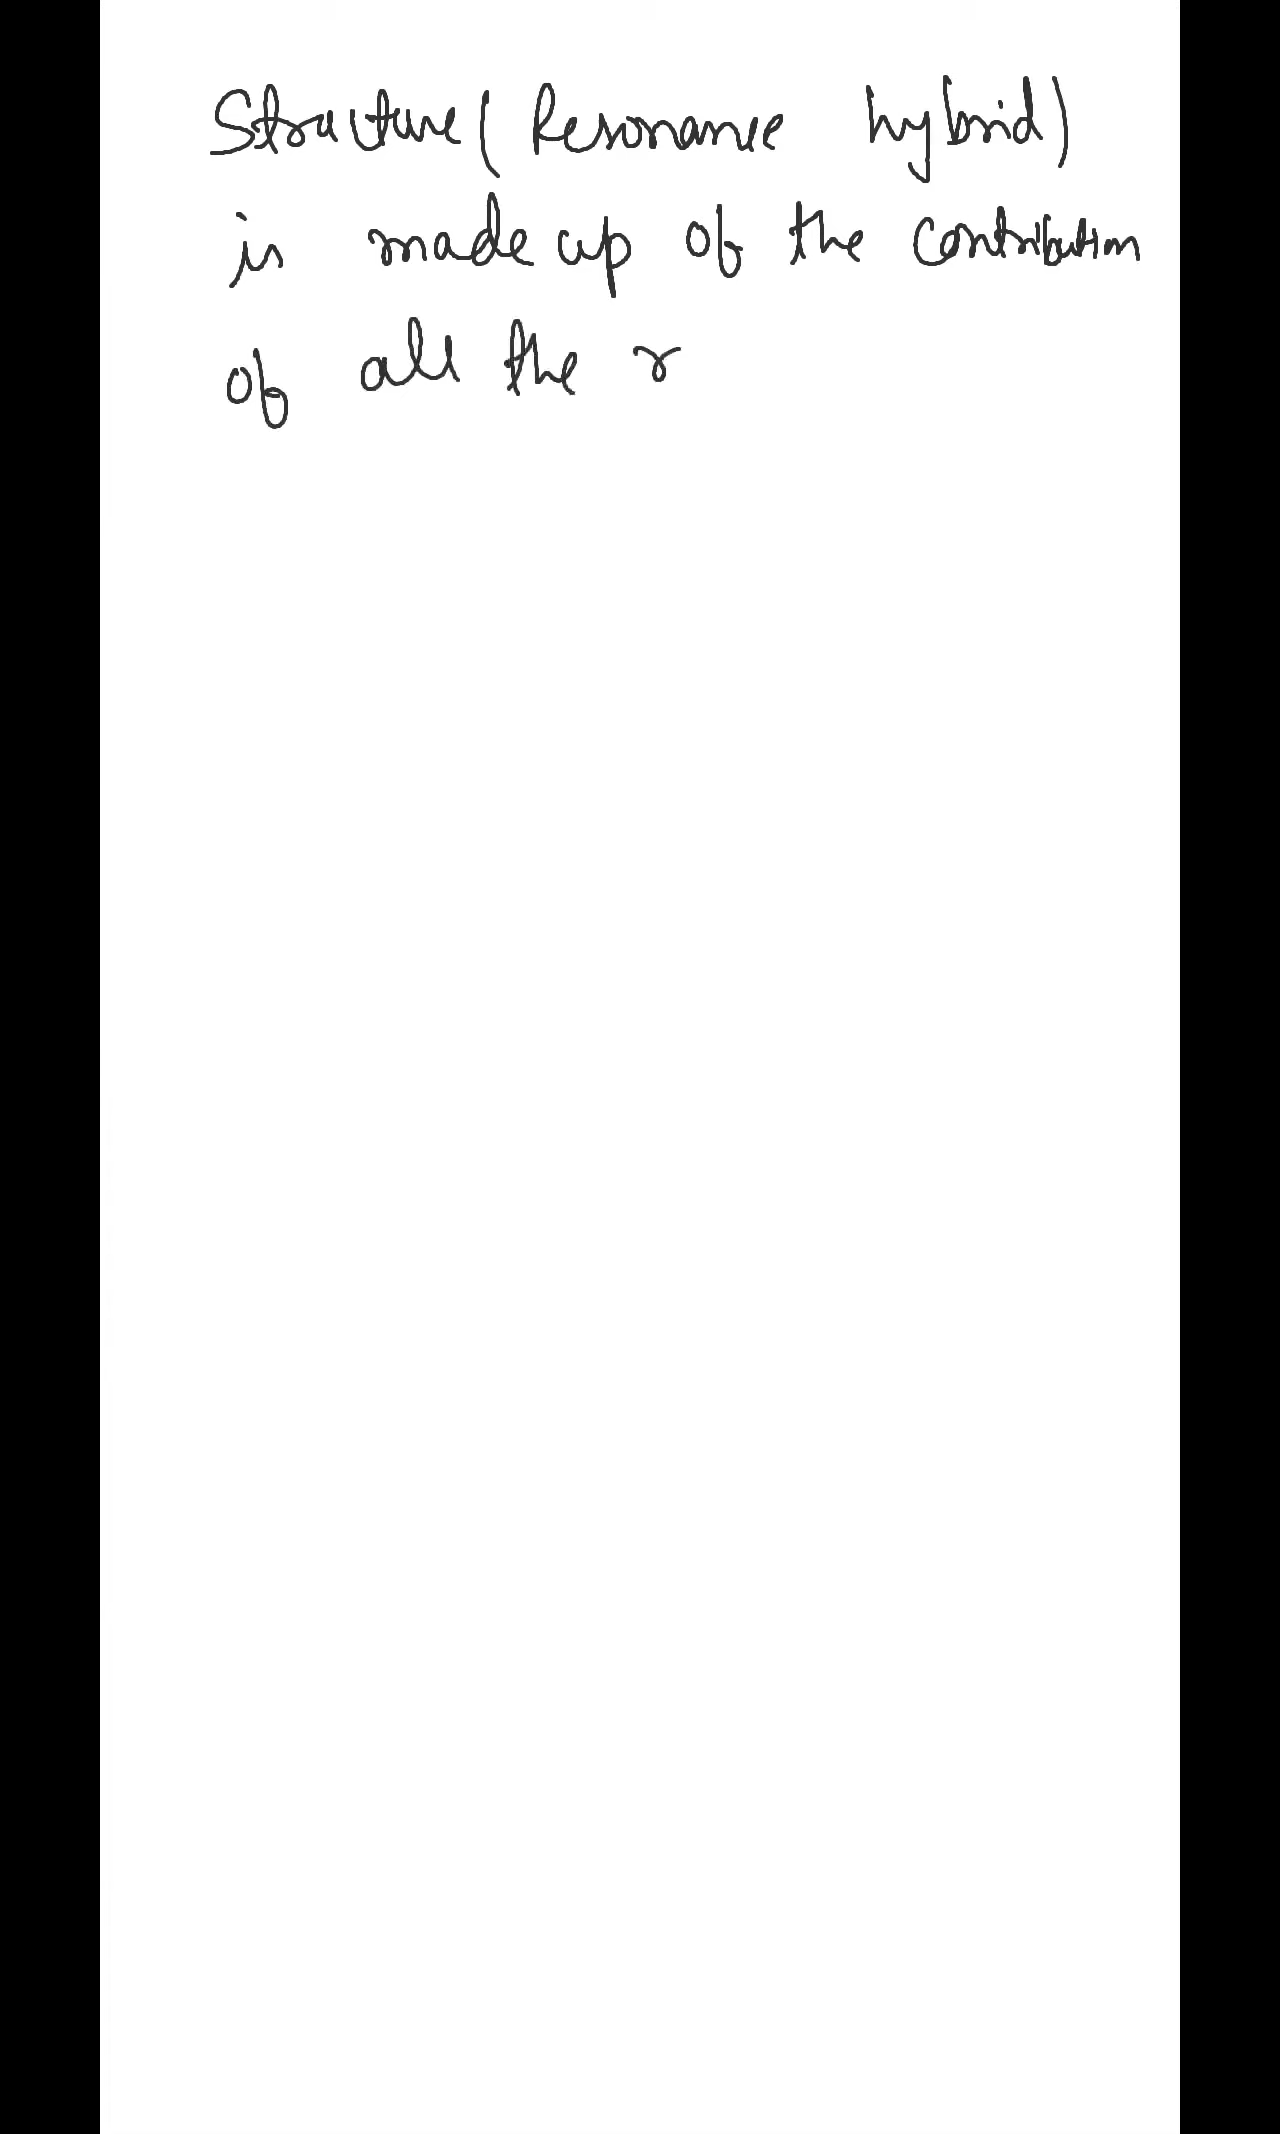 Structure (Resonance hybrid)
is made up of the contribution
of all the r